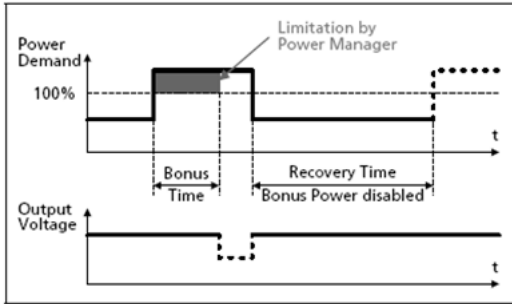 Limitation by
Power Manager
Power
Demand
100%
t
Bonus
Time
Recovery Time
Bonus Power disabled
Output
Voltage
t